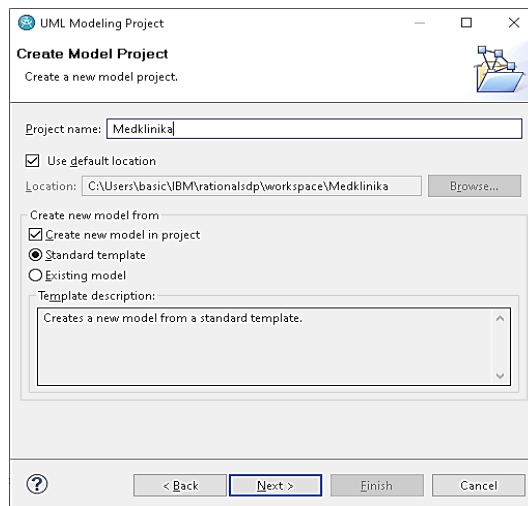 UML Modeling Project
Create Model Project
Create a new model project.
Project name: Medklinika
Use default location
Location: C:\Users\basic\IBM\rationalsdp\workspace\Medklinika Browse...
Create new model from
Create new model in project
Standard template
Existing model
Template description:
Creates a new model from a standard template.
? < Back Next > Finish Cancel